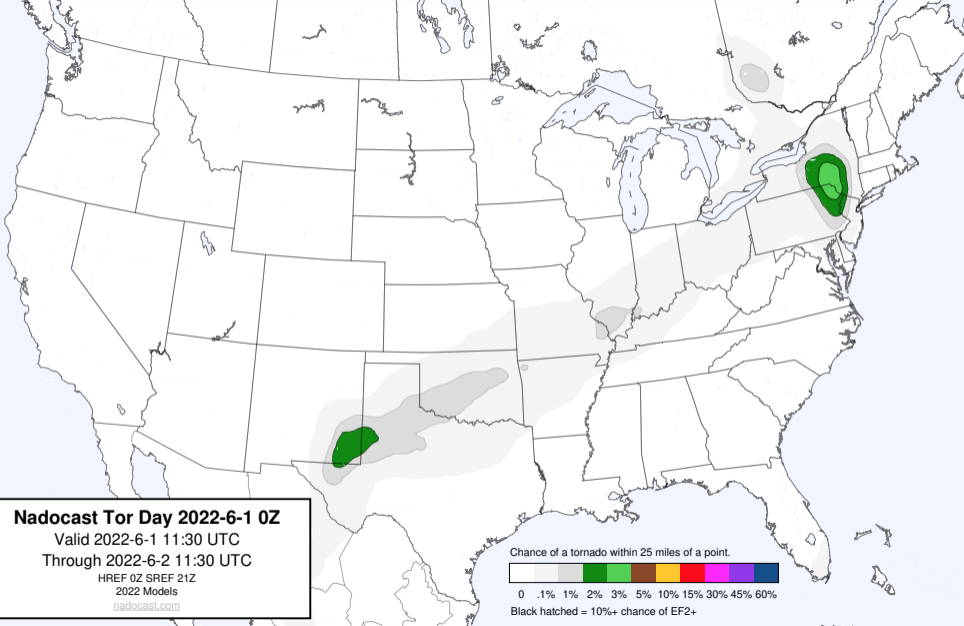 Nadocast Tor Day 2022-6-1 0Z
Valid 2022-6-1 11:30 UTC
Through 2022-6-2 11:30 UTC
HREF 0Z SREF 21Z
2022 Models
nadocast.com
Chance of a tornado within 25 miles of a point.
0 .1% 1% 2% 3% 5% 10% 15% 30% 45% 60%
Black hatched = 10%+ chance of EF2+